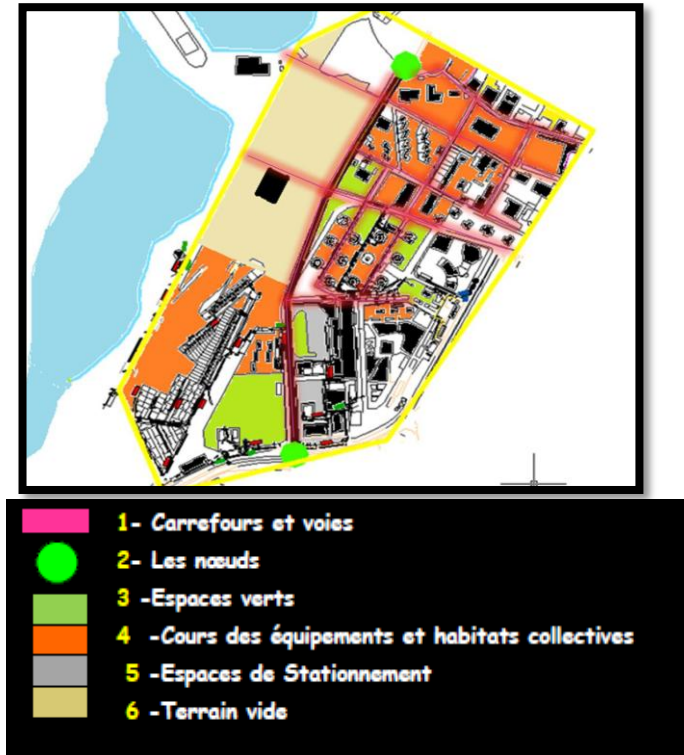 1- Carrefours et voies
2- Les nœuds
3 -Espaces verts
4 -Cours des équipements et habitats collectives
5 -Espaces de Stationnement
6 -Terrain vide